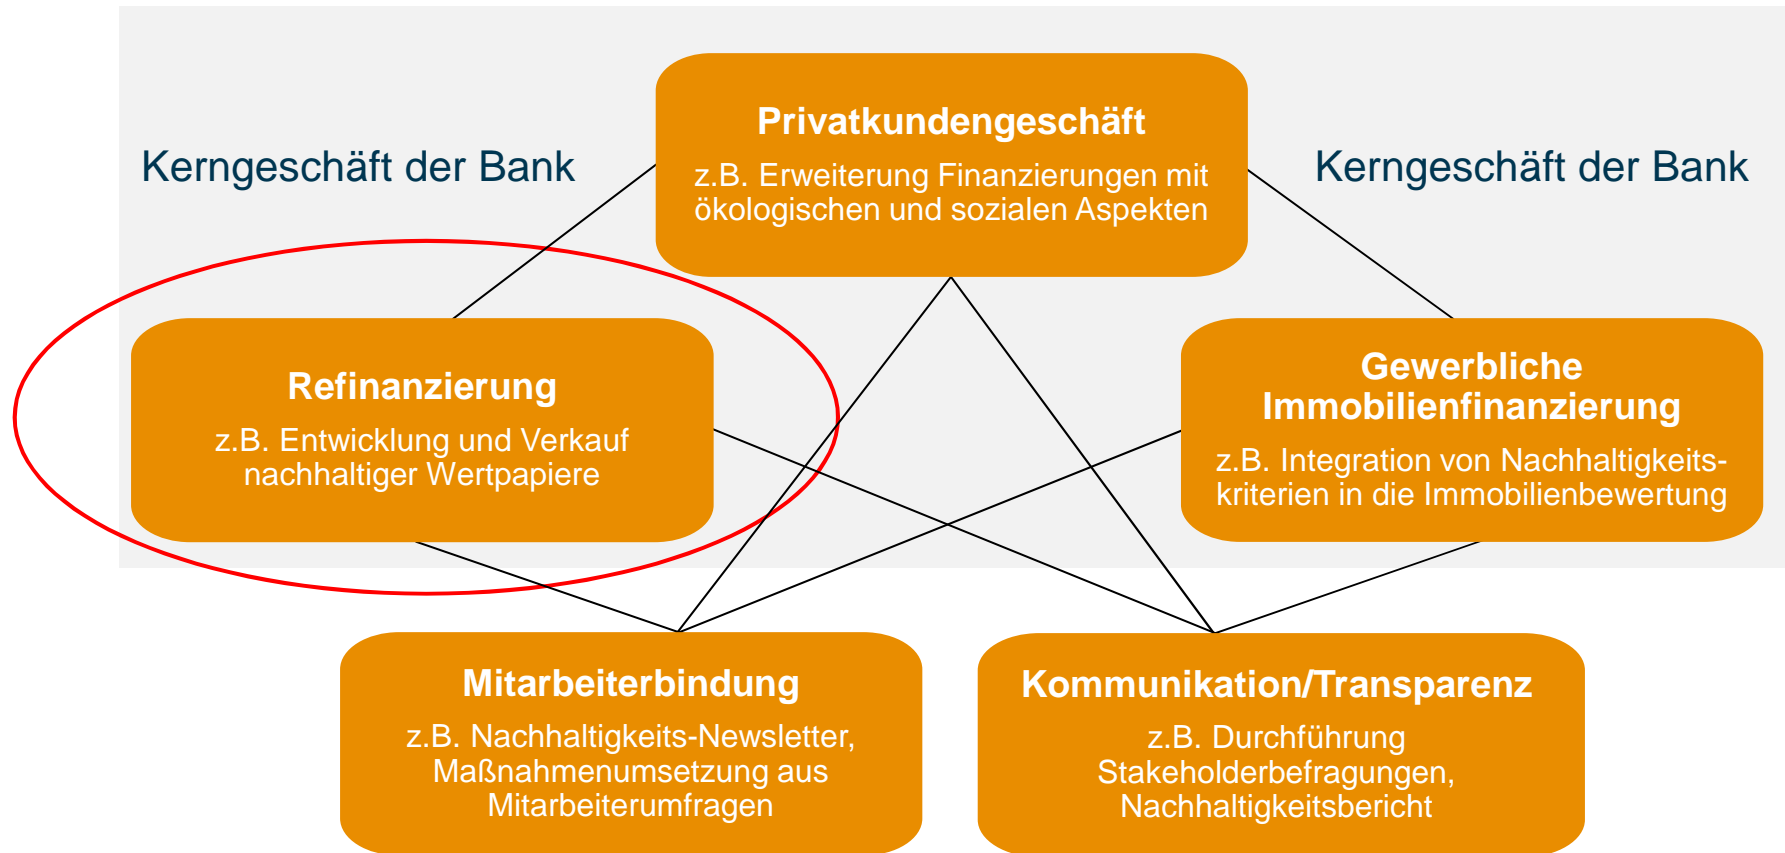 Privatkundengeschäft
z.B. Erweiterung Finanzierungen mit
ökologischen und sozialen Aspekten
Kerngeschäft der Bank
Kerngeschäft der Bank
Refinanzierung
z.B. Entwicklung und Verkauf
nachhaltiger Wertpapiere
Gewerbliche
Immobilienfinanzierung
z.B. Integration von Nachhaltigkeits-
kriterien in die Immobilienbewertung
Mitarbeiterbindung
z.B. Nachhaltigkeits-Newsletter,
Maßnahmenumsetzung aus
Mitarbeiterumfragen
Kommunikation/Transparenz
z.B. Durchführung
Stakeholderbefragungen,
Nachhaltigkeitsbericht